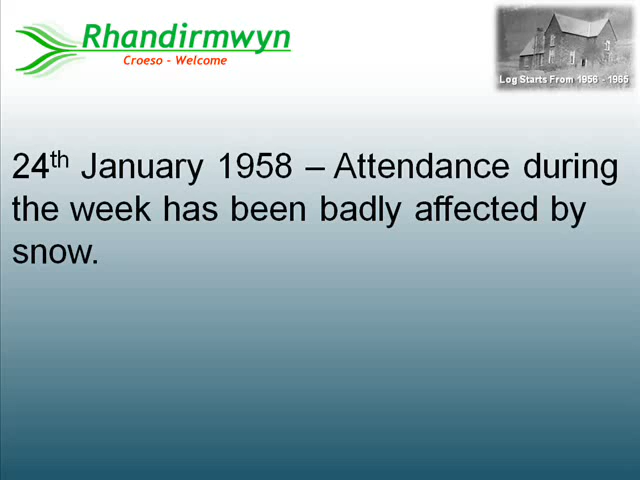 Rhandirmwyn
Croeso - Welcome
Log Starts From 1956 - 1965
24th January 1958 – Attendance during
the week has been badly affected by
snow.